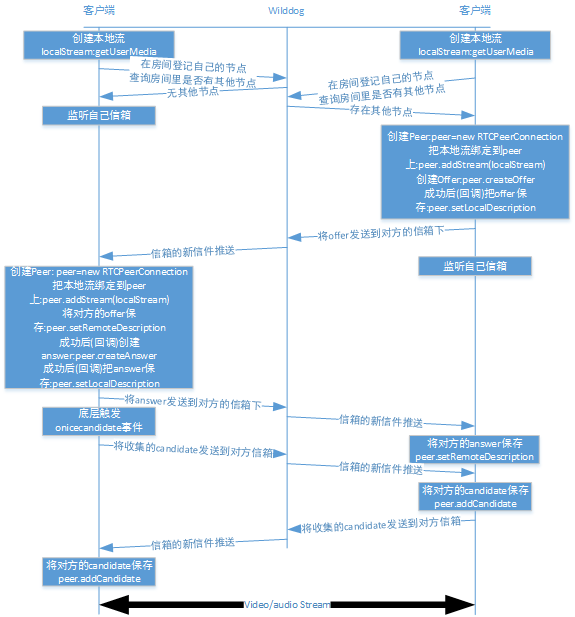 客户端
Wilddog
客户端
创建本地流
localStream:getUserMedia
创建本地流
localStream:getUserMedia
在房间登记自己的节点
查询房间里是否有其他节点
无其他节点
在房间登记自己的节点
查询房间里是否有其他节点
存在其他节点
监听自己信箱
创建Peer:peer=new RTCPeerConnection
把本地流绑定到peer
上:peer.addStream(localStream)
创建Offer:peer.createOffer
成功后(回调)把offer保
存:peer.setLocalDescription
将offer发送到对方的信箱下
信箱的新信件推送
监听自己信箱
创建Peer: peer=new RTCPeerConnection
把本地流绑定到peer
上:peer.addStream(localStream)
将对方的offer保
存:peer.setRemoteDescription
成功后(回调)创建
answer:peer.createAnswer
成功后(回调)把answer保
存:peer.setLocalDescription
将answer发送到对方的信箱下
底层触发
onicecandidate事件
信箱的新信件推送
将对方的answer保存
peer.setRemoteDescription
将收集的candidate发送到对方信箱
信箱的新信件推送
将对方的candidate保存
peer.addCandidate
将收集的candidate发送到对方信箱
信箱的新信件推送
将对方的candidate保存
peer.addCandidate
Video/audio Stream